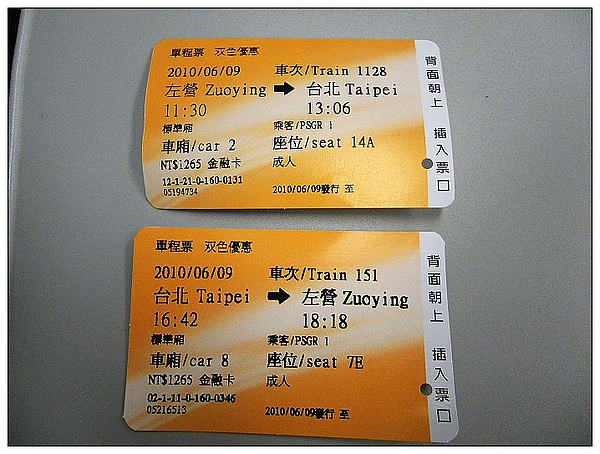 單程票 双色優惠
2010/06/09 車次/Train 1128
左營 Zuoying → 台北 Taipei
11:30 13:06
標準廂 乘客/PSGR 1
車廂/car 2 座位/seat 14A
NT$1265 金融卡 成人
12-1-21-0-160-0131
05194784 2010/06/09發行 至
背面朝上 插入票口
單程票 双色優惠
2010/06/09 車次/Train 151
台北 Taipei → 左營 Zuoying
16:42 18:18
標準廂 乘客/PSGR 1
車廂/car 8 座位/seat 7E
NT$1265 金融卡 成人
02-1-11-0-160-0346
05216513 2010/06/09發行 至
背面朝上 插入票口